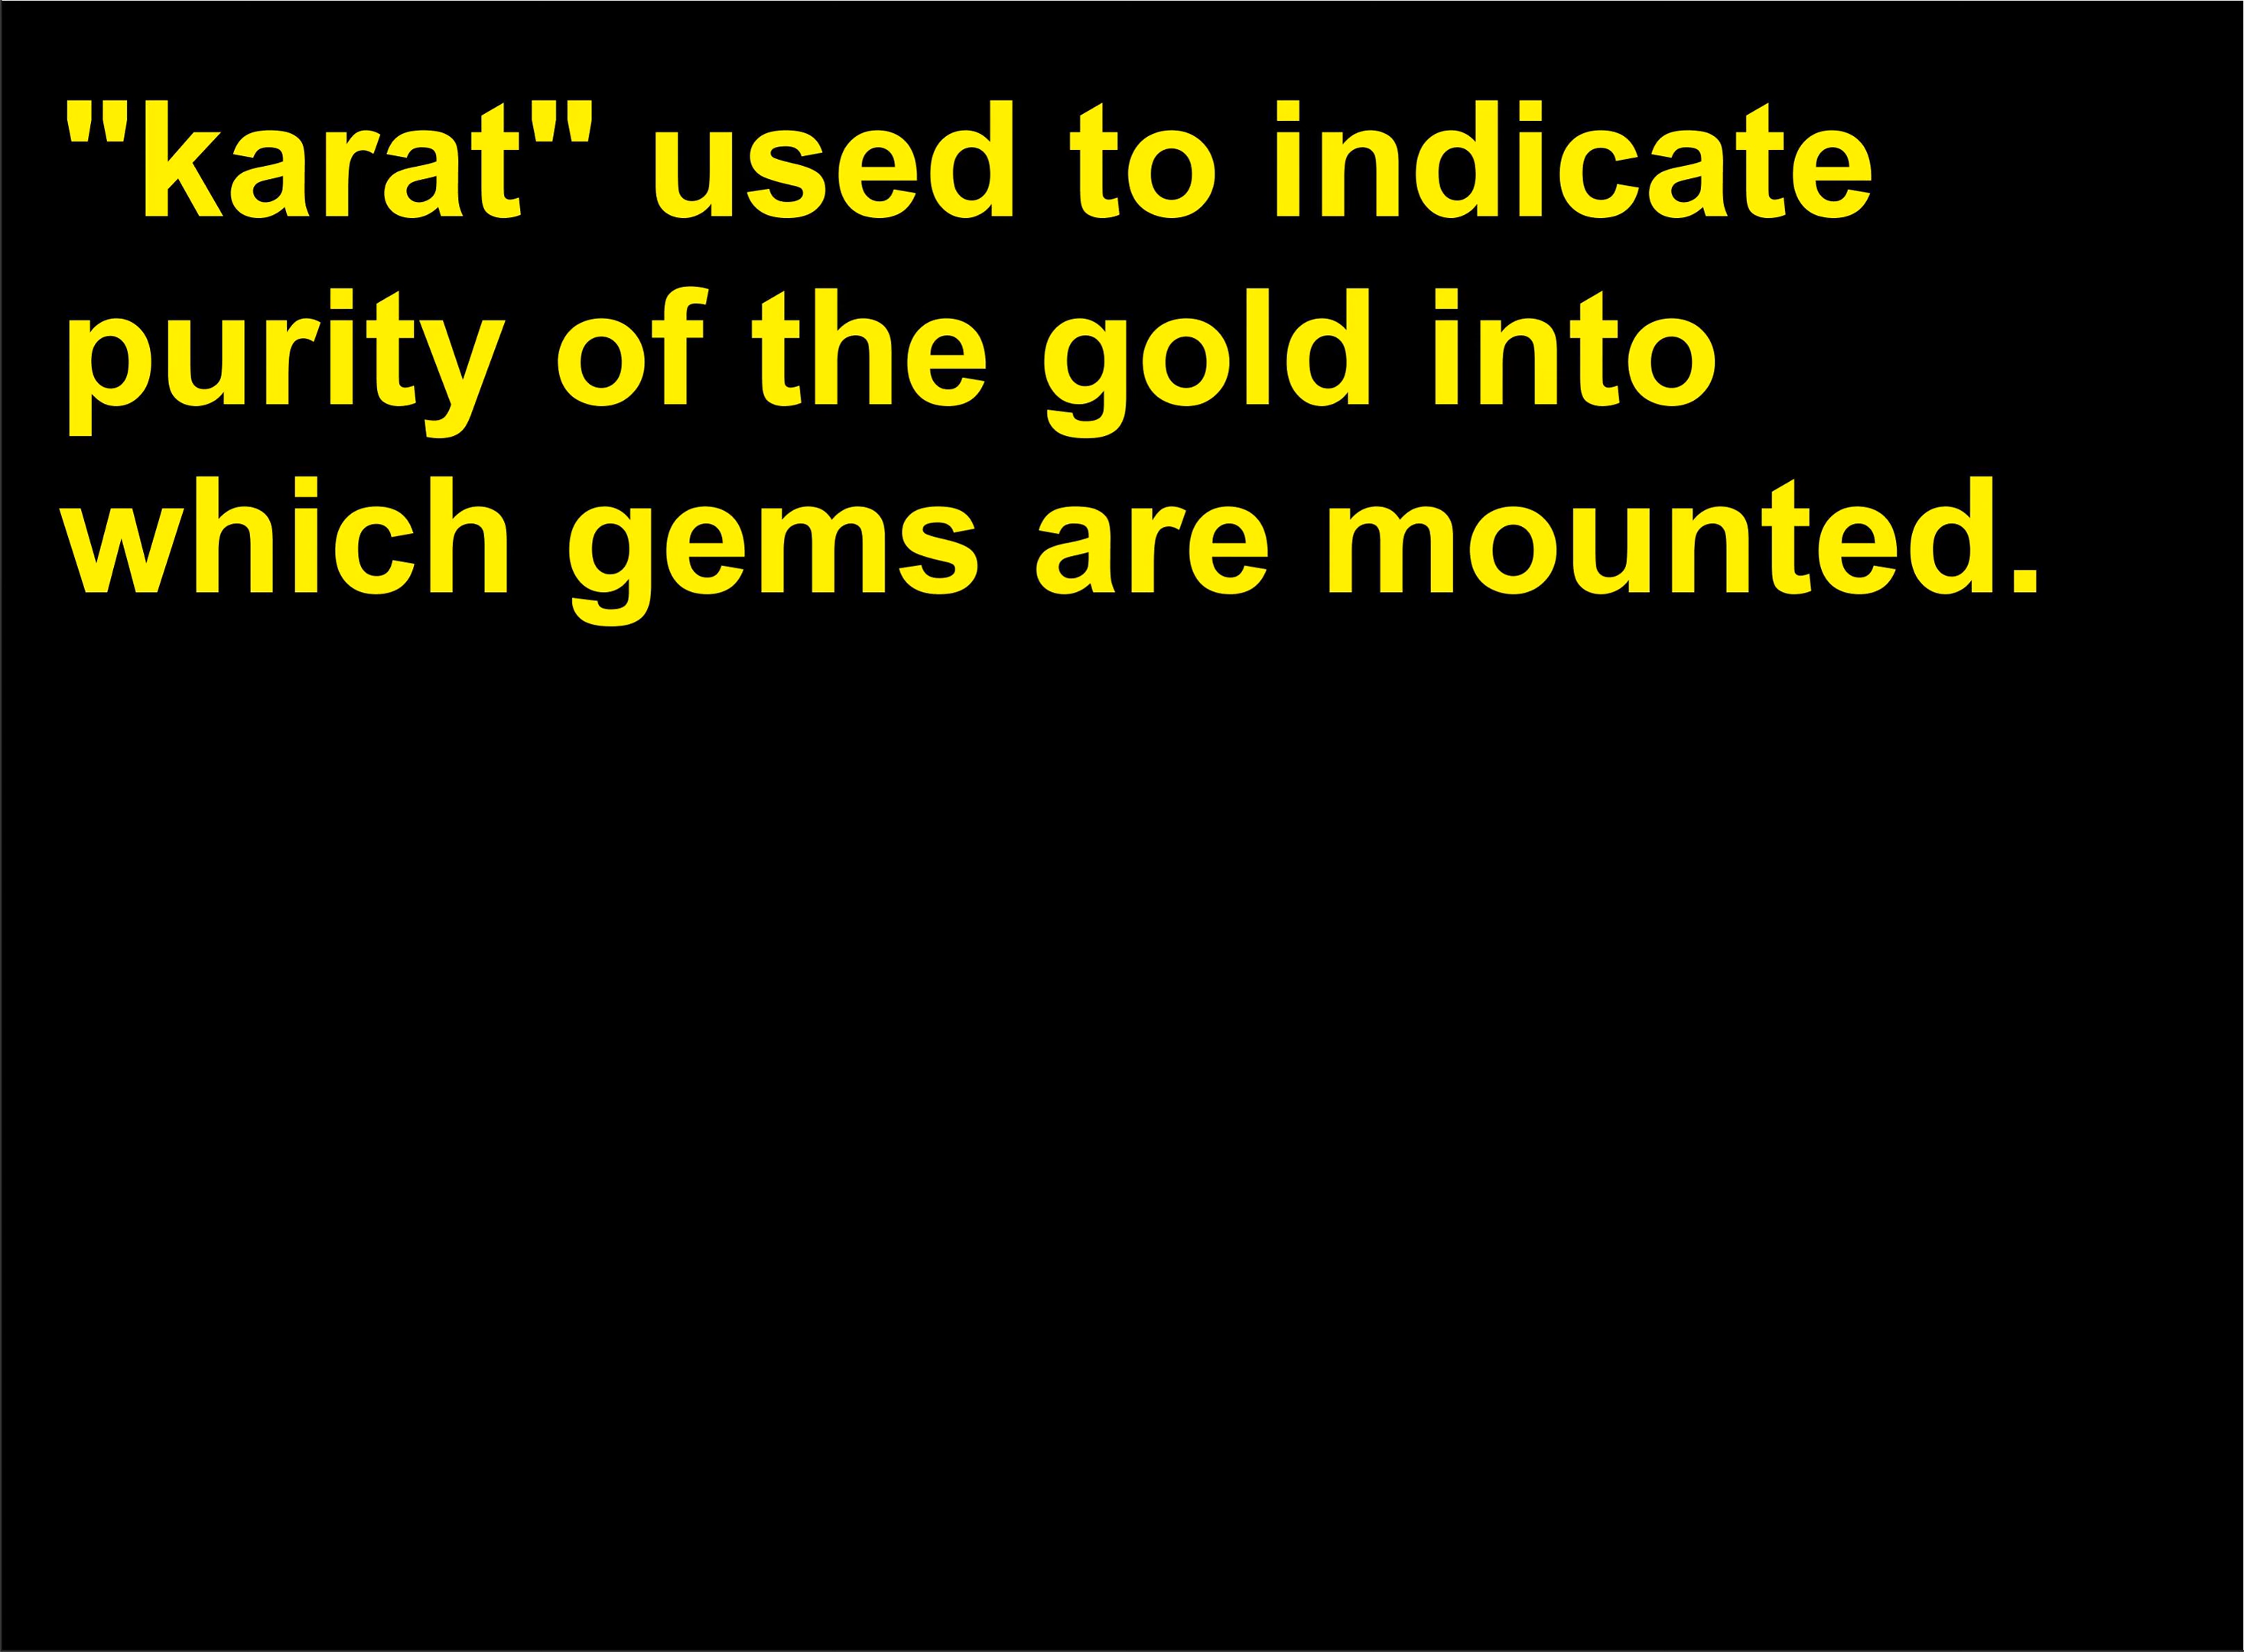 "karat" used to indicate
purity of the gold into
which gems are mounted.